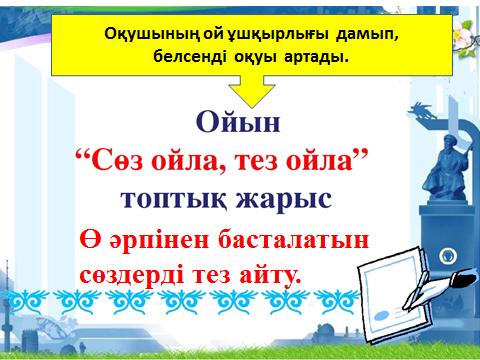 Оқушының ой ұшқырлығы дамып,
белсенді оқуы артады.
Ойын
“Сөз ойла, тез ойла”
топтық жарыс
Ө әрпінен басталатын
сөздерді тез айту.